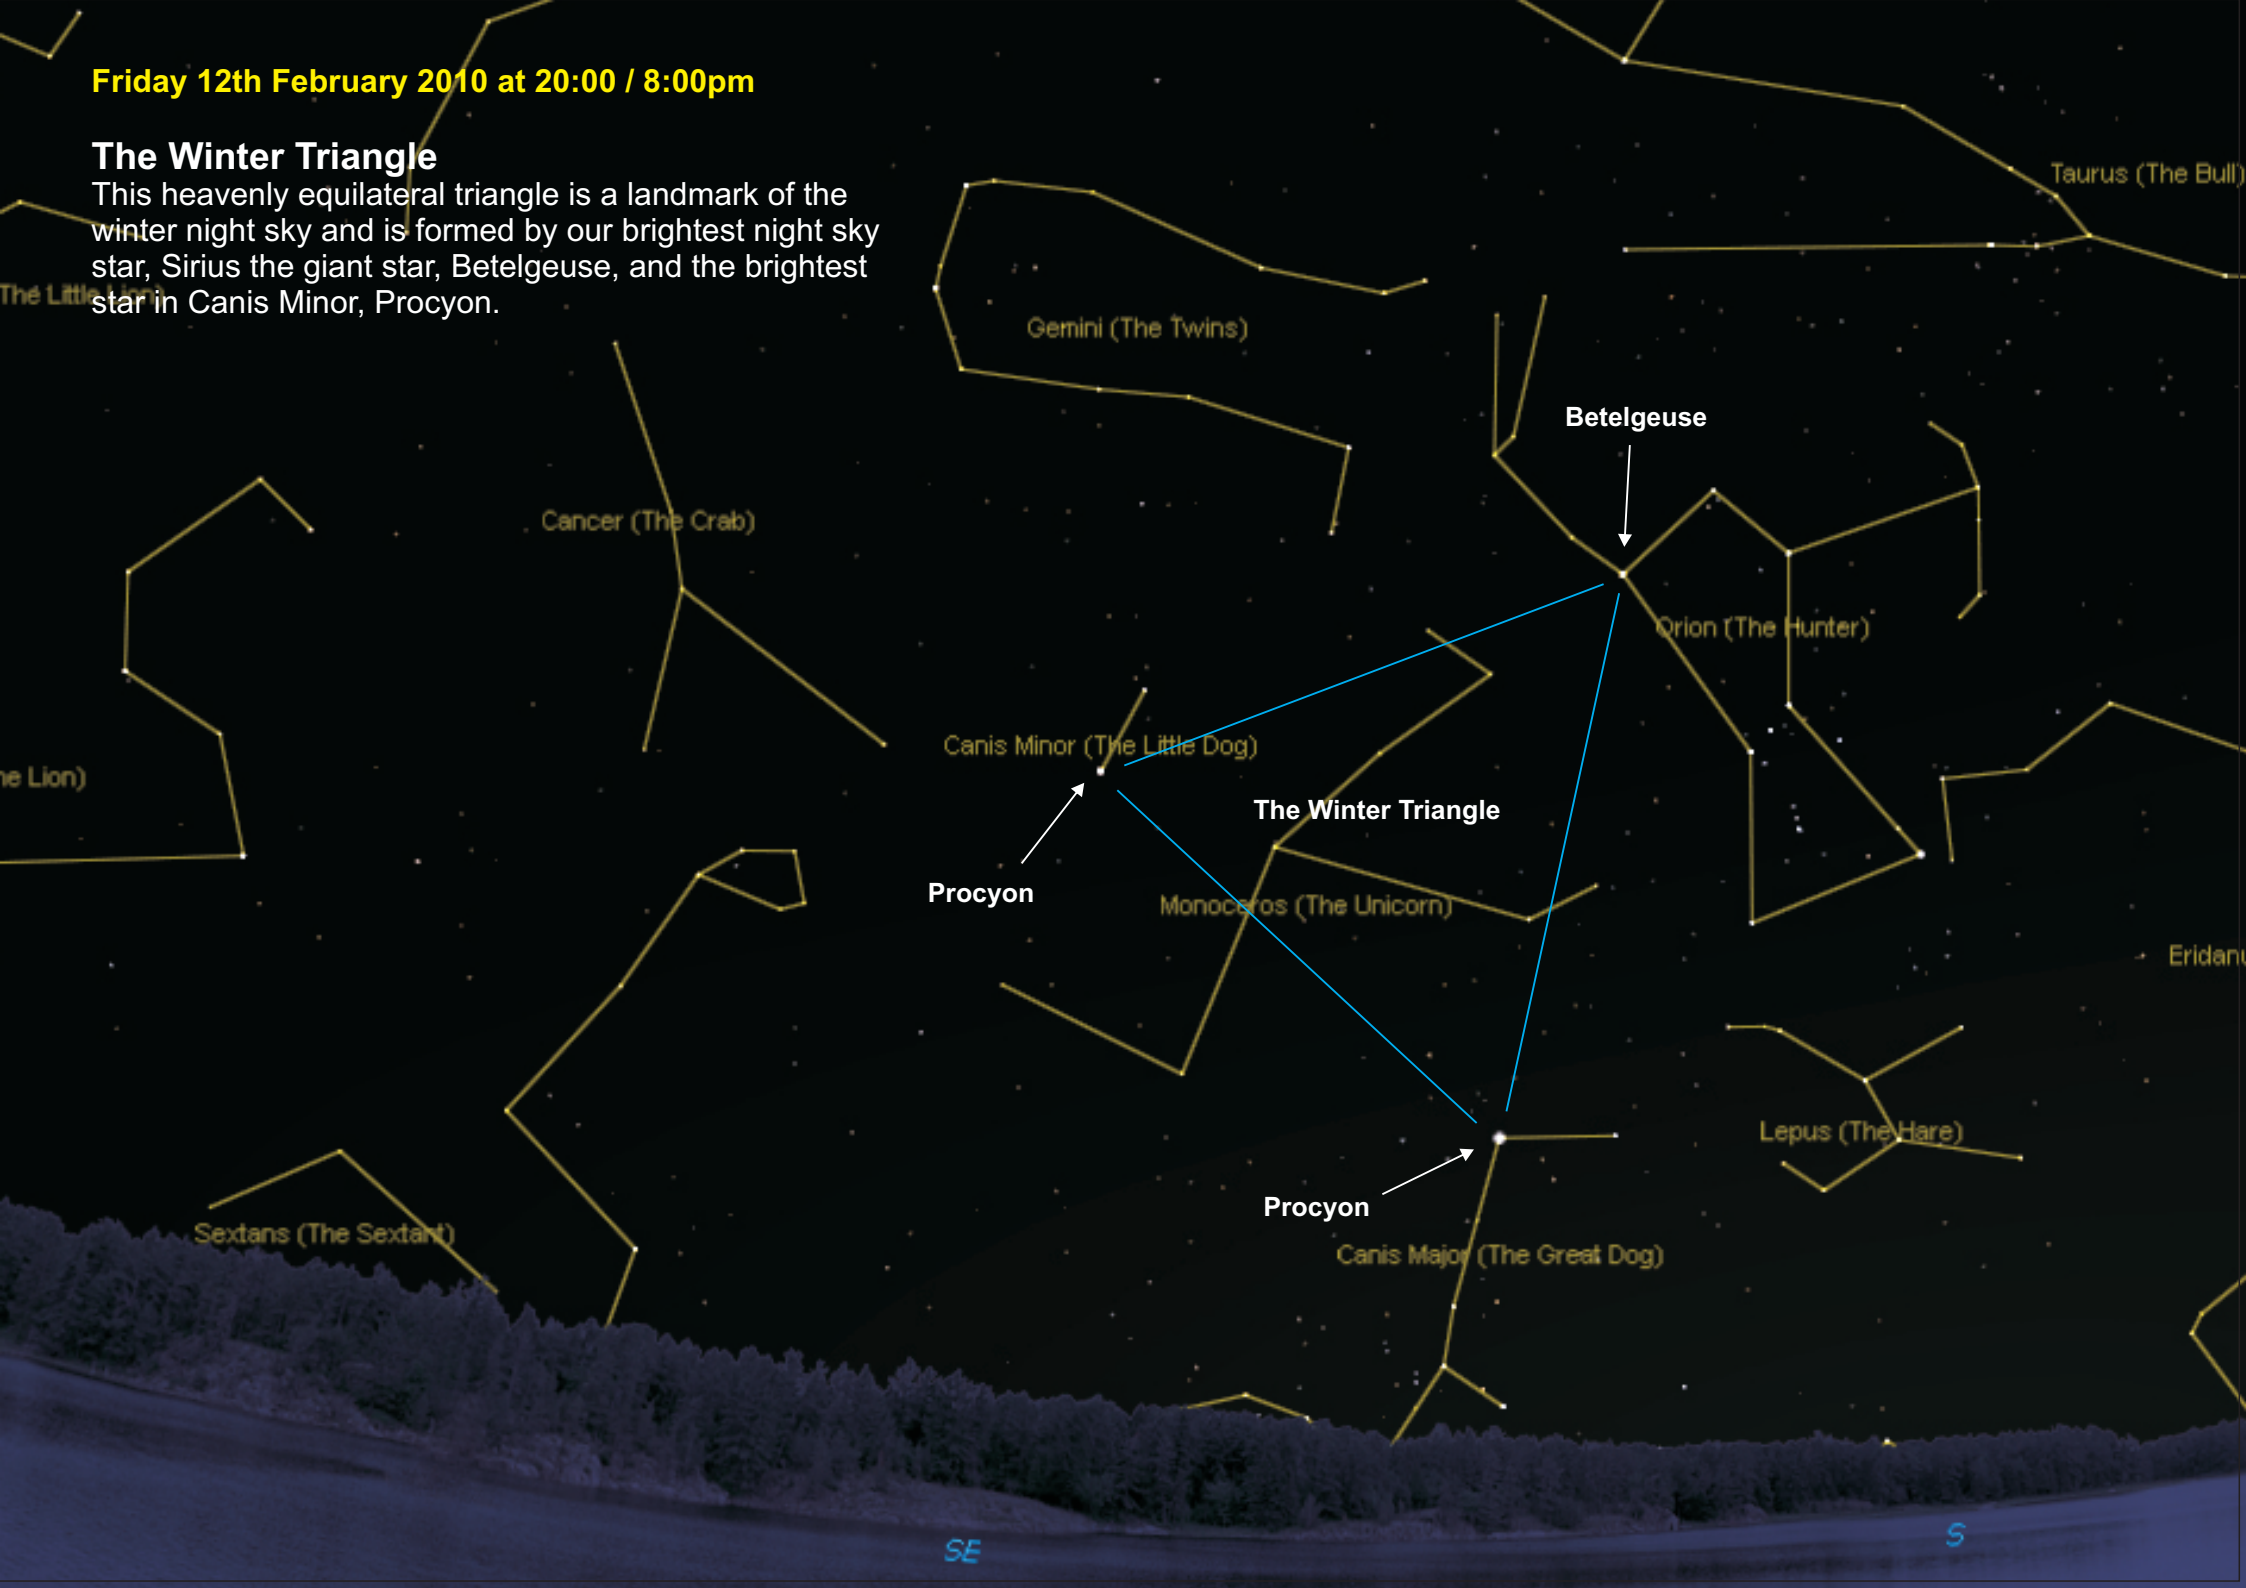 Friday 12th February 2010 at 20:00 / 8:00pm
The Winter Triangle
This heavenly equilateral triangle is a landmark of the
winter night sky and is formed by our brightest night sky
star, Sirius the giant star, Betelgeuse, and the brightest
star in Canis Minor, Procyon.
Taurus (The Bull)
The Little Lion)
Gemini (The Twins)
Betelgeuse
Cancer (The Crab)
Orion (The Hunter)
Canis Minor (The Little Dog)
he Lion)
The Winter Triangle
Procyon
Monoceros (The Unicorn)
Eridanu
Lepus (The Hare)
Procyon
Sextans (The Sextant)
Canis Major (The Great Dog)
SE
S